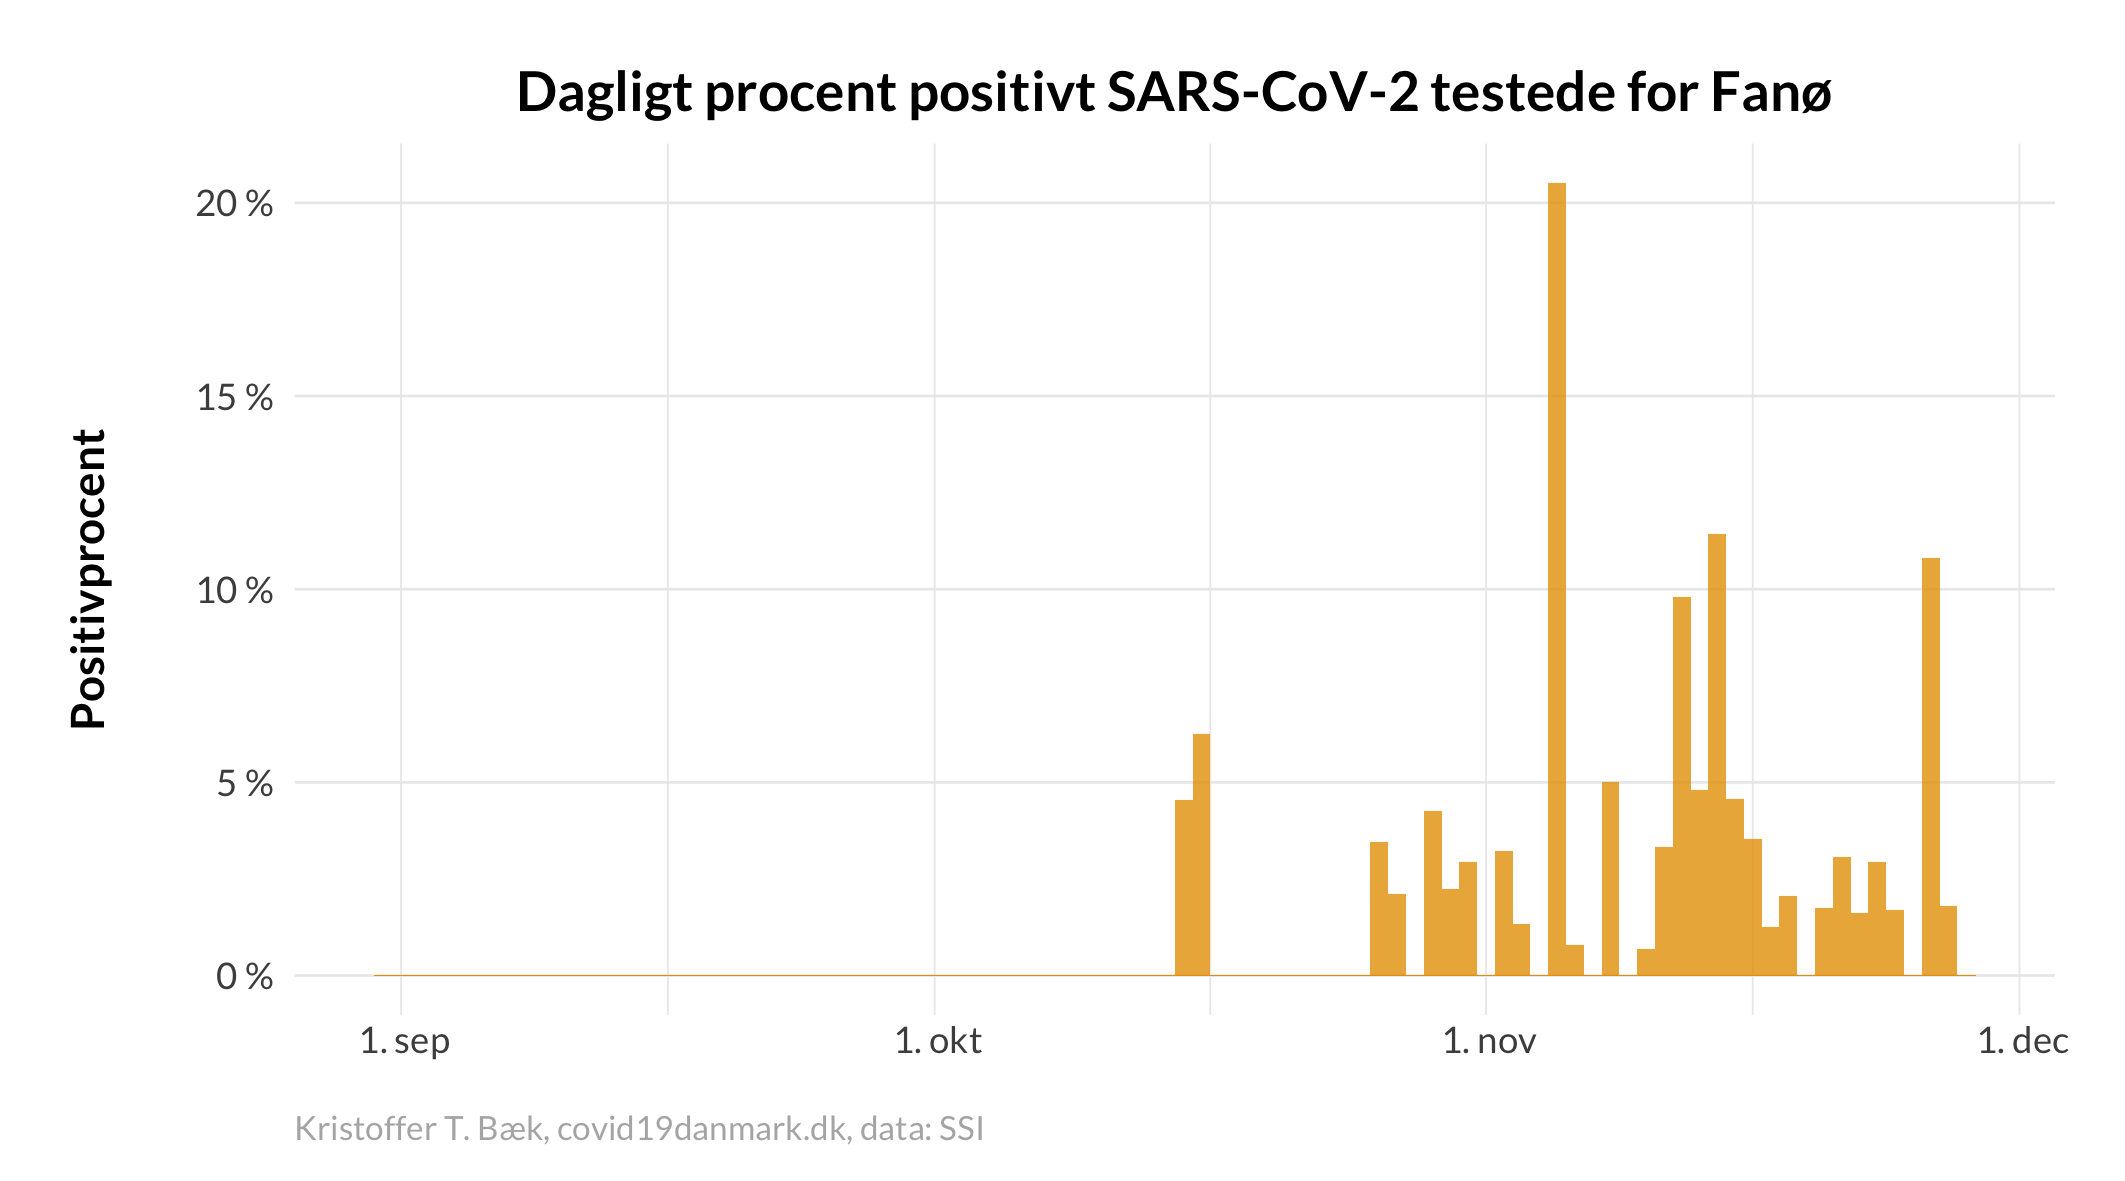 Dagligt procent positivt SARS-CoV-2 testede for Fanø
Positivprocent
20 %
15 %
10 %
5 %
0 %
1. sep
1. okt
1. nov
1. dec
Kristoffer T. Bæk, covid19danmark.dk, data: SSI